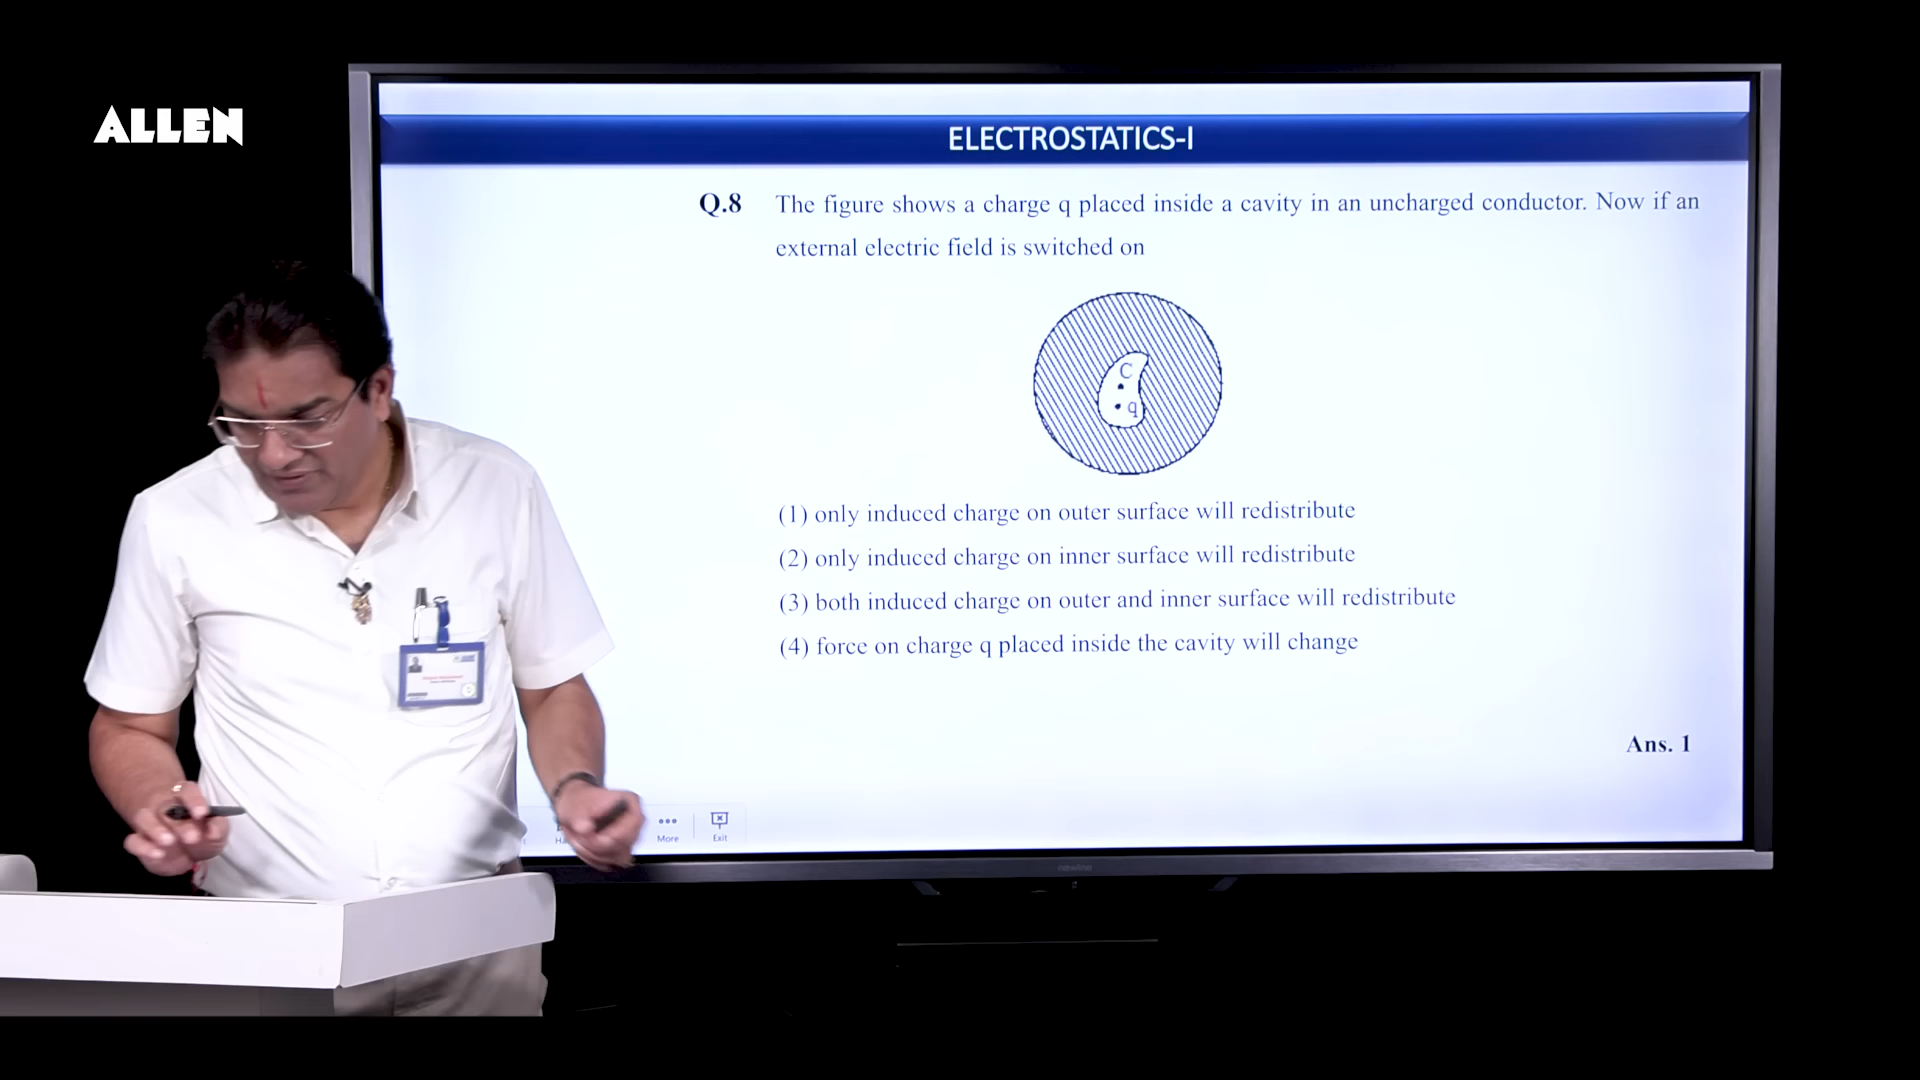 ALLEN
ELECTROSTATICS-I
Q.8 The figure shows a charge q placed inside a cavity in an uncharged conductor. Now if an
external electric field is switched on
C
q
(1) only induced charge on outer surface will redistribute
(2) only induced charge on inner surface will redistribute
(3) both induced charge on outer and inner surface will redistribute
(4) force on charge q placed inside the cavity will change
Ans. 1
More
Exit
newline